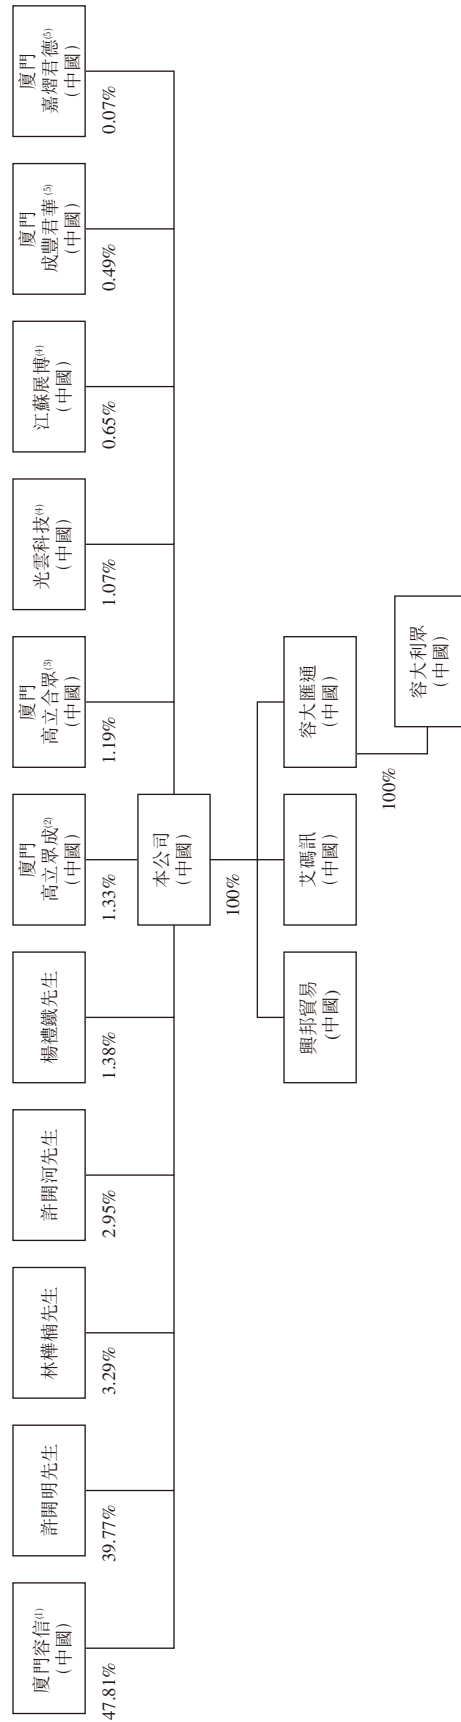 廈門容信⁽¹⁾
(中國)
47.81%
許開明先生
39.77%
林樺楠先生
3.29%
許開河先生
2.95%
楊禮鐵先生
1.38%
廈門
高立眾成⁽²⁾
(中國)
1.33%
廈門
高立合眾⁽³⁾
(中國)
1.19%
光雲科技⁽⁴⁾
(中國)
1.07%
江蘇展博⁽⁴⁾
(中國)
0.65%
廈門
成豐君華⁽⁵⁾
(中國)
0.49%
廈門
嘉熠君德⁽⁵⁾
(中國)
0.07%
本公司
(中國)
100%
興邦貿易
(中國)
艾碼訊
(中國)
容大匯通
(中國)
100%
容大利眾
(中國)